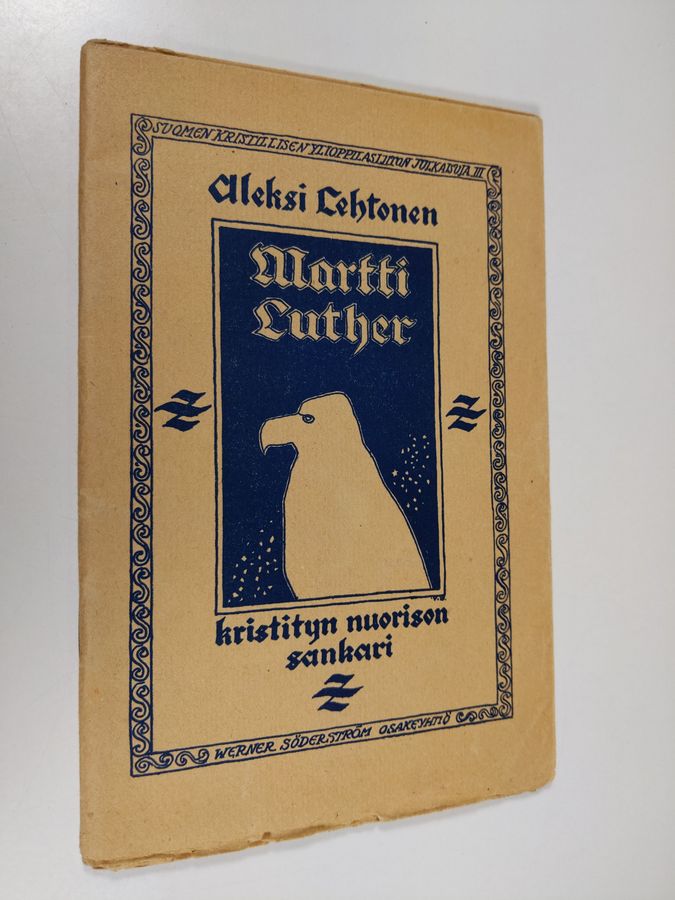 SUOMEN KRISTILLISEN YLIOPPILASLIITON JULKAISUJA. III
Aleksi Lehtonen
Martti
Luther
kristityn nuorison
sankari
WERNER SÖDERSTRÖM OSAKEYHTIÖ